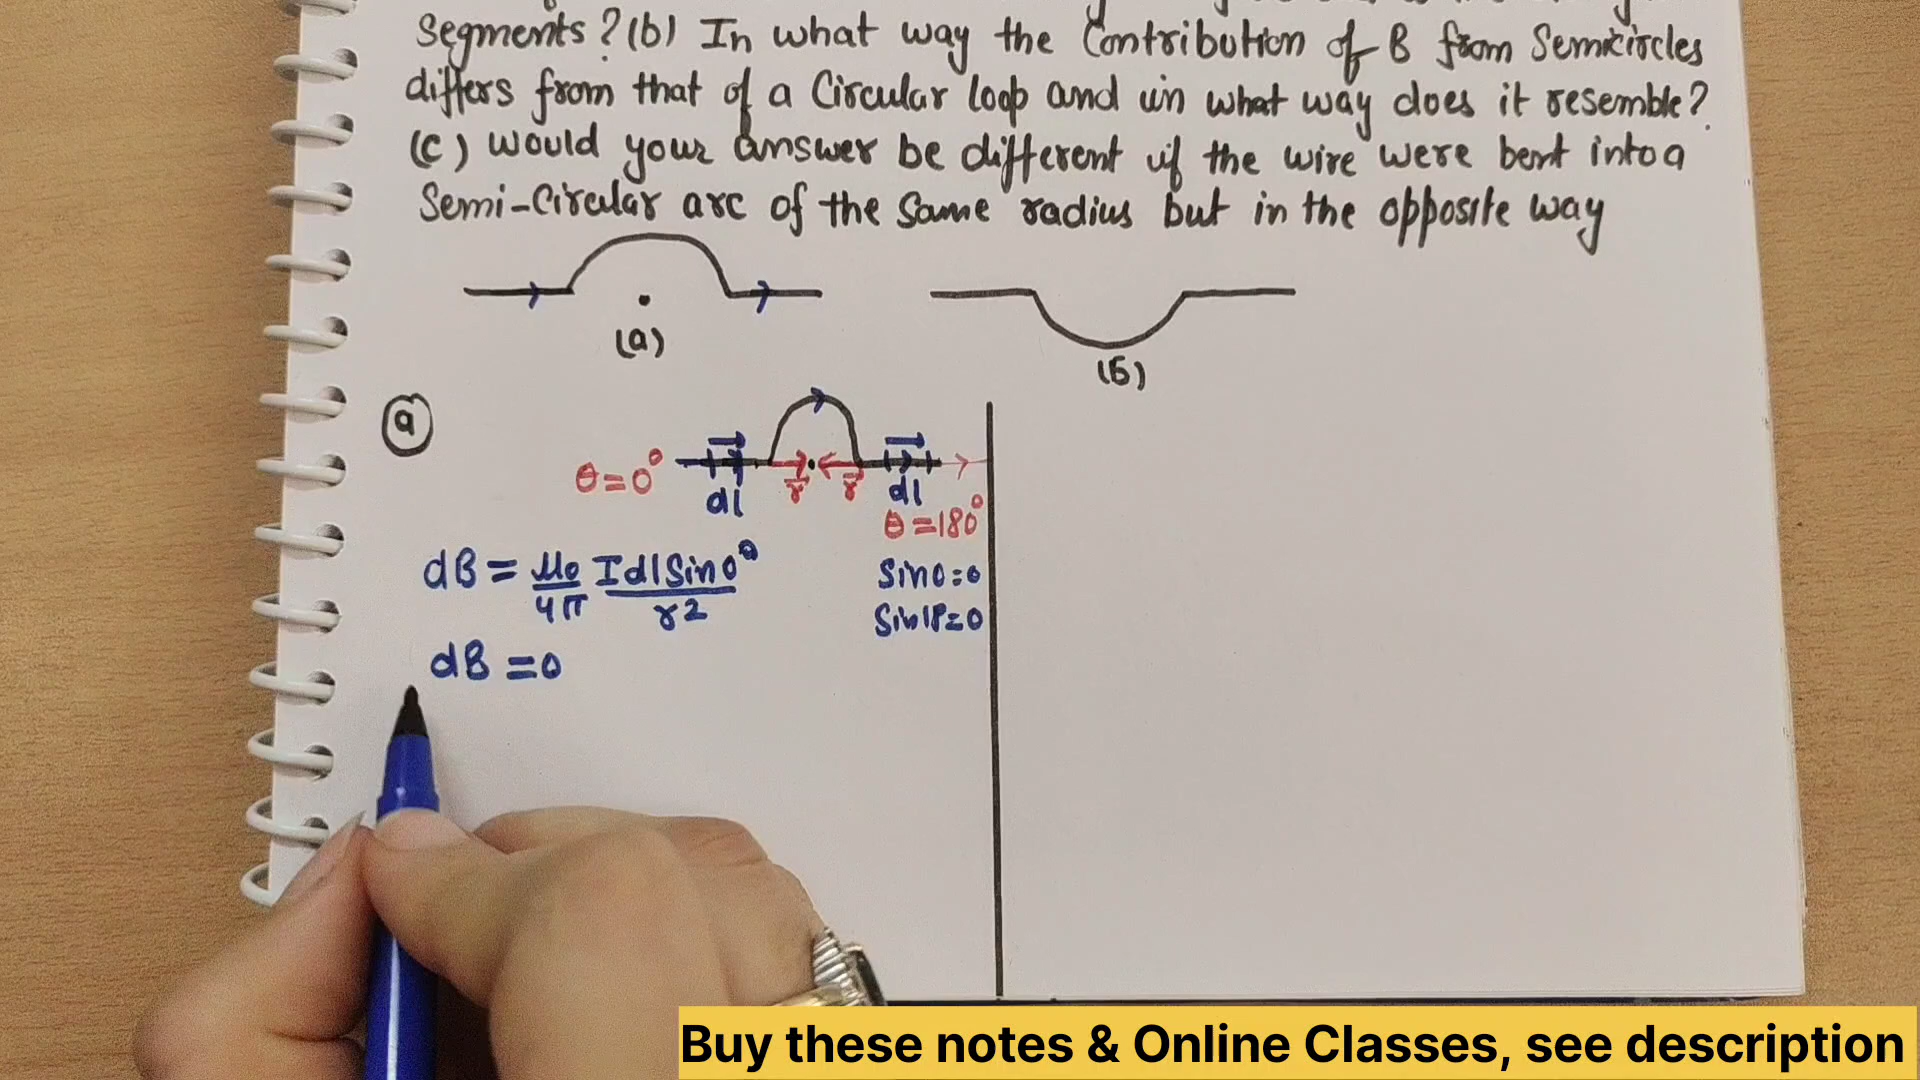 Segments? (b) In what way the Contribution of B from Semicircles
differs from that of a Circular loop and in what way does it resemble?
(c) Would your answer be different if the wire were bent into a
Semi-Circular arc of the Same radius but in the opposite way
(a)
(b)
a
θ=0°
dl
r
r
dl
θ=180°
dB = μ0/4π Idl Sin0°/r2
Sin0=0
dB =0
Buy these notes & Online Classes, see description